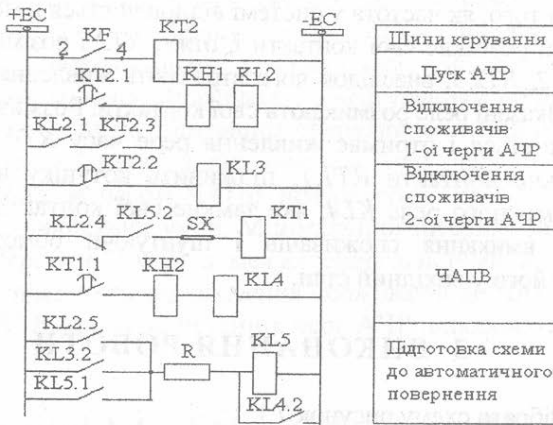 +EC
-EC
KF
KT2
2
4
KT2.1
KH1
KL2
KL2.1
KT2.3
KT2.2
KL3
KL2.4
KL5.2
SX
KT1
KT1.1
KH2
KL4
KL2.5
KL3.2
R
KL5
KL5.1
KL4.2
Шини керування
Пуск АЧР
Відключення
споживачів
1-ої черги АЧР
Відключення
споживачів
2-ої черги АЧР
ЧАПВ
Підготовка схеми
до автоматичного
повернення